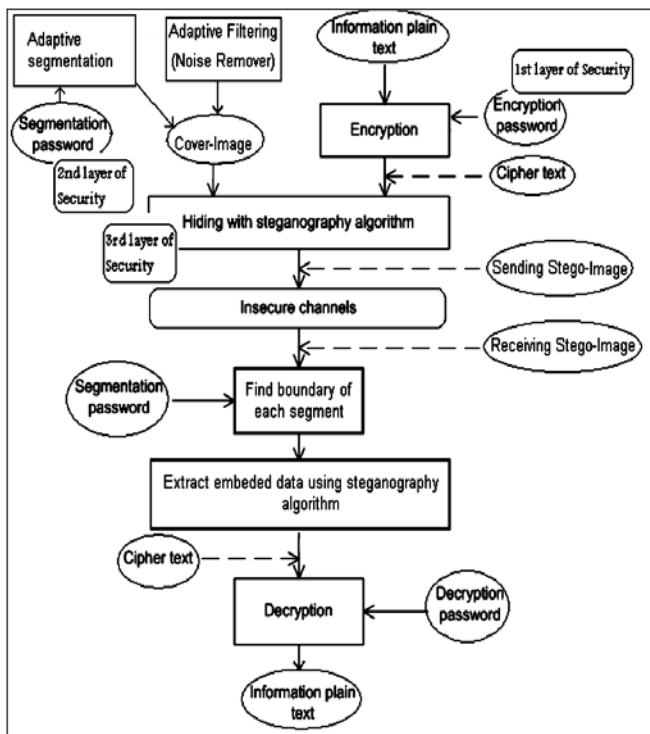 Adaptive
segmentation
Adaptive Filtering
(Noise Remover)
Information plain
text
1st layer of Security
Segmentation
password
2nd layer of
Security
Cover-Image
Encryption
Encryption
password
Cipher text
3rd layer of
Security
Hiding with steganography algorithm
Sending Stego-Image
Insecure channels
Receiving Stego-Image
Segmentation
password
Find boundary of
each segment
Extract embeded data using steganography
algorithm
Cipher text
Decryption
Decryption
password
Information plain
text